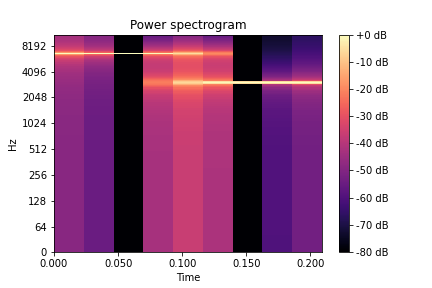 Power spectrogram
8192
4096
2048
1024
512
256
128
64
0
Hz
0.000 0.050 0.100 0.150 0.200
Time
+0 dB
-10 dB
-20 dB
-30 dB
-40 dB
-50 dB
-60 dB
-70 dB
-80 dB